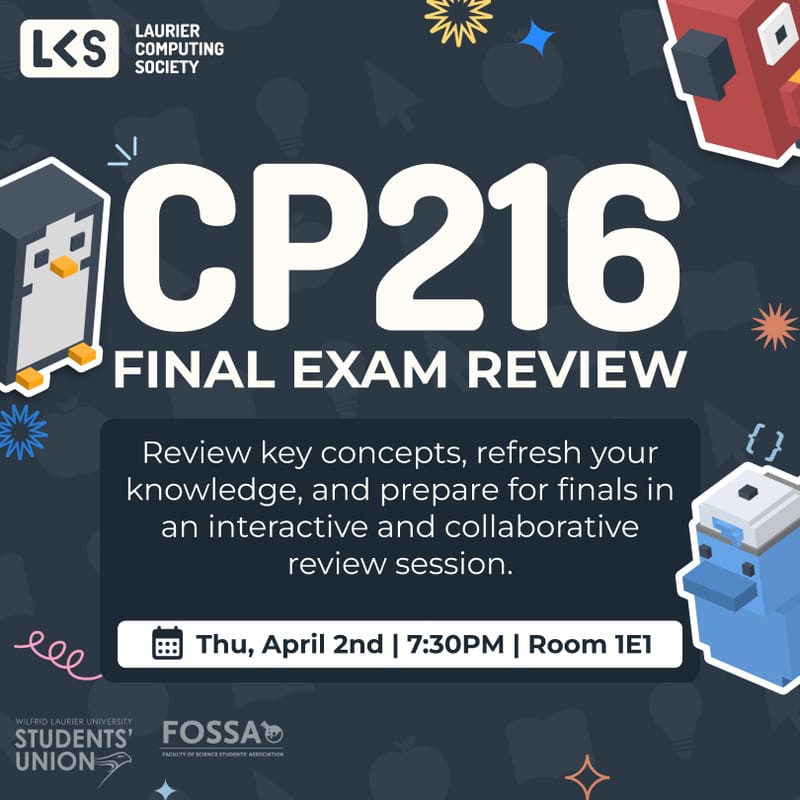 LCS
LAURIER
COMPUTING
SOCIETY
CP216
FINAL EXAM REVIEW
Review key concepts, refresh your
knowledge, and prepare for finals in
an interactive and collaborative
review session.
Thu, April 2nd | 7:30PM | Room 1E1
{}
WILFRID LAURIER UNIVERSITY
STUDENTS'
UNION
FOSSA
FACULTY OF SCIENCE STUDENTS' ASSOCIATION